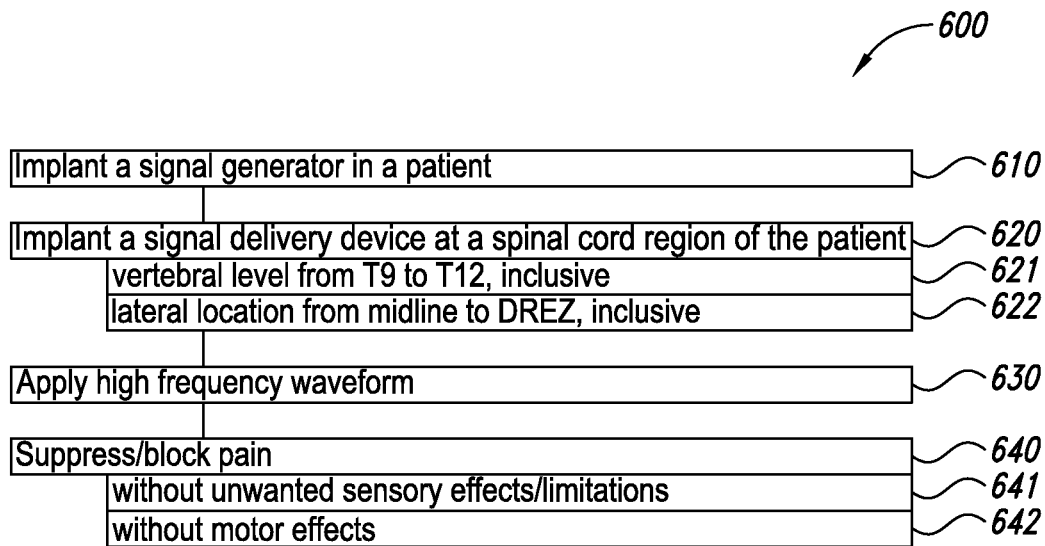 600
Implant a signal generator in a patient 610
Implant a signal delivery device at a spinal cord region of the patient 620
vertebral level from T9 to T12, inclusive 621
lateral location from midline to DREZ, inclusive 622
Apply high frequency waveform 630
Suppress/block pain 640
without unwanted sensory effects/limitations 641
without motor effects 642